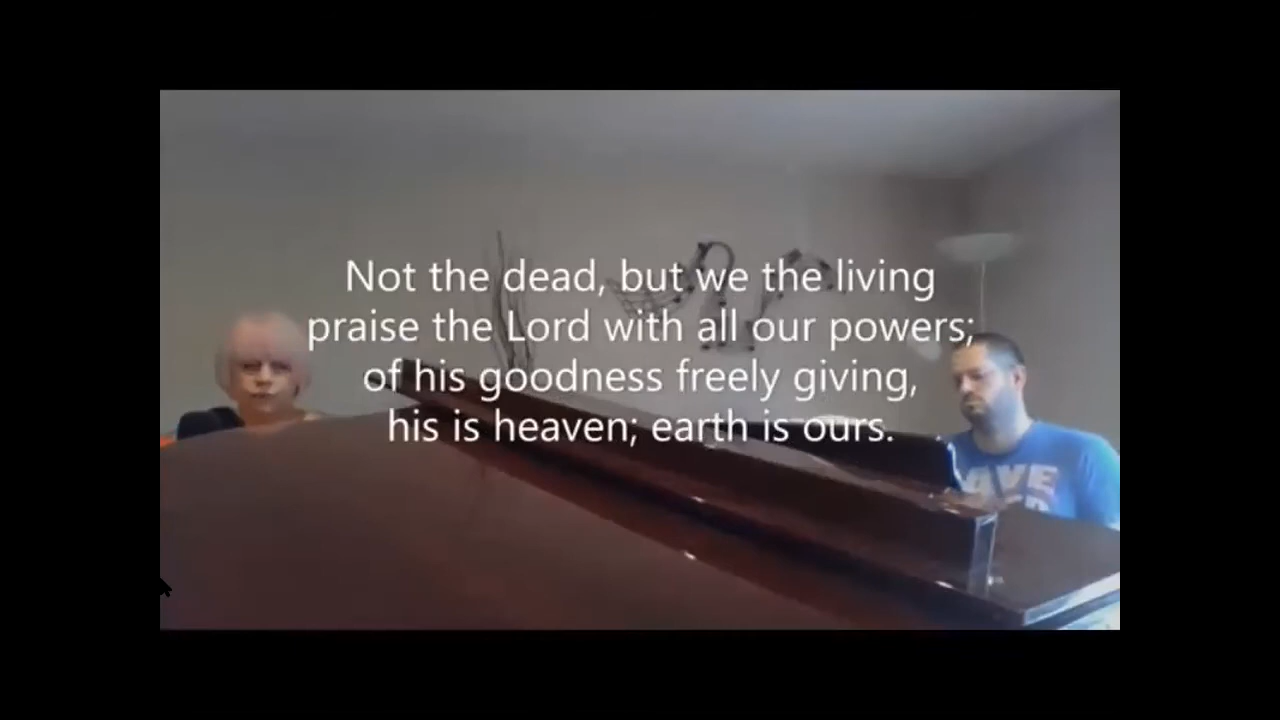 Not the dead, but we the living
praise the Lord with all our powers;
of his goodness freely giving,
his is heaven; earth is ours.